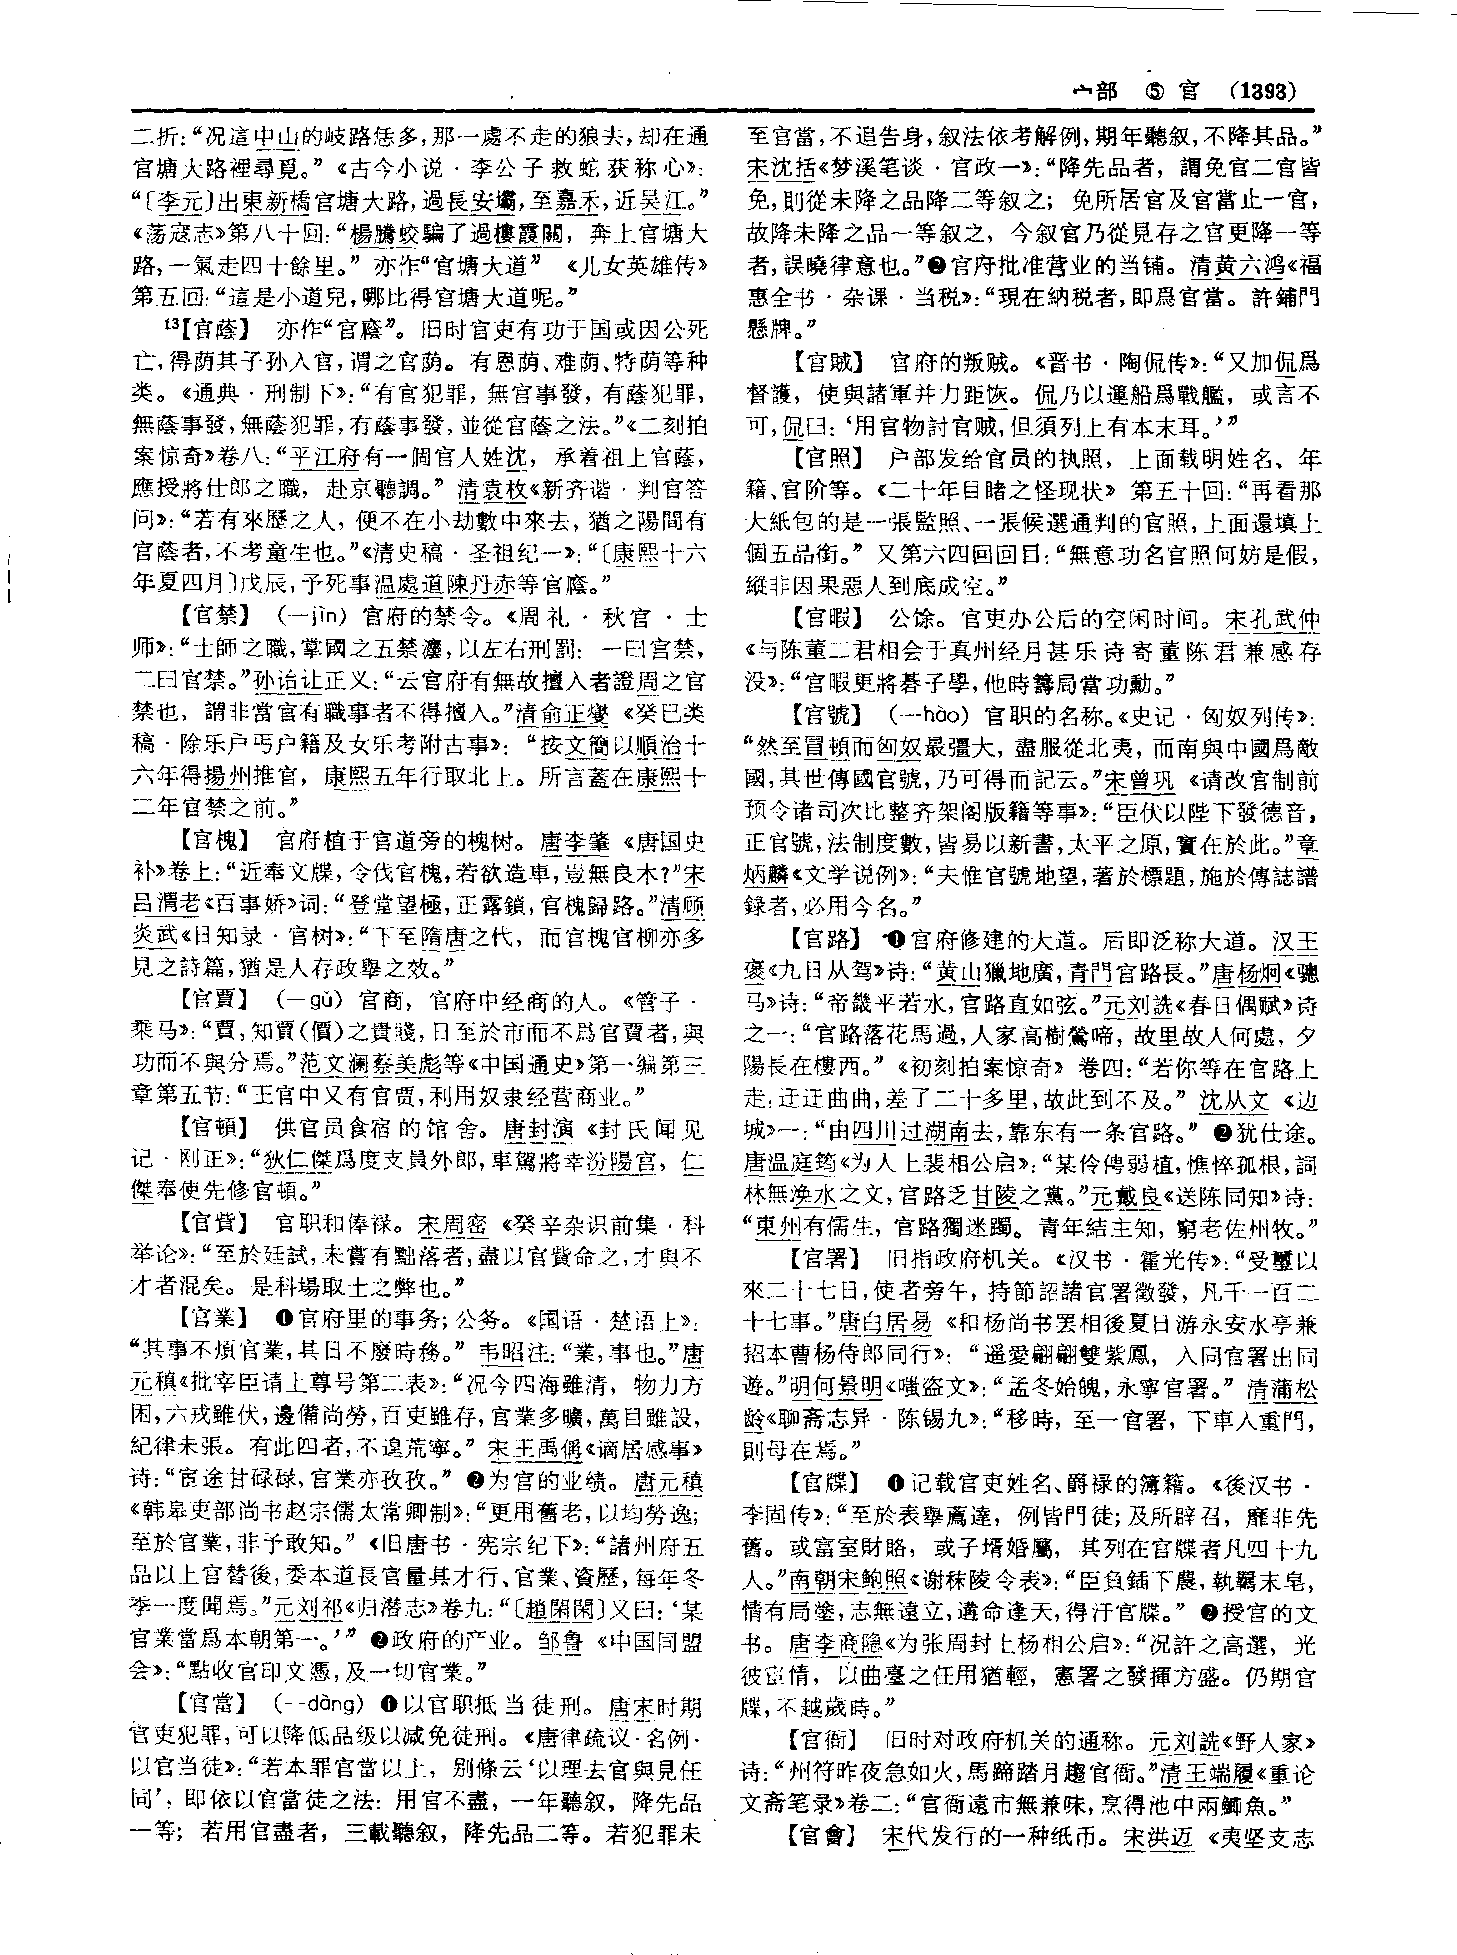 宀部 ⑤ 官 (1393)
二折：“况這中山的岐路恁多，那一處不走的狼去，却在通
官塘大路裡尋覓。”《古今小说·李公子救蛇获称心》：
“〔李元〕出東新橋官塘大路，過長安壩，至嘉禾，近吴江。”
《荡寇志》第八十回：“楊騰蛟騙了過樓霞關，奔上官塘大
路，一氣走四十餘里。”亦作“官塘大道”《儿女英雄传》
第五回：“這是小道兒，哪比得官塘大道呢。”
13【官蔭】 亦作“官廕”。旧时官吏有功于国或因公死
亡，得荫其子孙入官，谓之官荫。有恩荫、难荫、特荫等种
类。《通典·刑制下》：“有官犯罪，無官事發，有蔭犯罪，
無蔭事發，無蔭犯罪，有蔭事發，並從官蔭之法。”《二刻拍
案惊奇》卷八：“平江府有一個官人姓沈，承着祖上官蔭，
應授將仕郎之職，赴京聽調。”清袁枚《新齐谐·判官答
问》：“若有來歷之人，便不在小劫數中來去，猶之陽間有
官蔭者，不考童生也。”《清史稿·圣祖纪一》：“〔康熙十六
年夏四月〕戊辰，予死事温處道陳丹赤等官廕。”
【官禁】（—jìn）官府的禁令。《周礼·秋官·士
师》：“士師之職，掌國之五禁灋，以左右刑罰：一曰宫禁，
二曰官禁。”孙诒让正义：“云官府有無故擅入者證周之官
禁也，謂非當官有職事者不得擅入。”清俞正燮《癸巳类
稿·除乐户丐户籍及女乐考附古事》：“按文簡以順治十
六年得揚州推官，康熙五年行取北上。所言蓋在康熙十
二年官禁之前。”
【官槐】 官府植于官道旁的槐树。唐李肇《唐国史
补》卷上：“近奉文牒，令伐官槐，若欲造車，豈無良木？”宋
吕渭老《百事娇》词：“登堂望極，正露鎖，官槐歸路。”清顾
炎武《日知录·官树》：“下至隋唐之代，而官槐官柳亦多
見之詩篇，猶是人存政舉之效。”
【官賈】（—gǔ）官商，官府中经商的人。《管子·
乘马》：“賈，知賈（價）之貴賤，日至於市而不爲官賈者，與
功而不與分焉。”范文澜蔡美彪等《中国通史》第一编第三
章第五节：“王官中又有官贾，利用奴隶经营商业。”
【官頓】 供官员食宿的馆舍。唐封演《封氏闻见
记·刚正》：“狄仁傑爲度支員外郎，車駕將幸汾陽宫，仁
傑奉使先修官頓。”
【官貲】 官职和俸禄。宋周密《癸辛杂识前集·科
举论》：“至於廷試，未嘗有黜落者，盡以官貲命之，才與不
才者混矣。是科場取士之弊也。”
【官業】 ❶官府里的事务；公务。《国语·楚语上》：
“其事不煩官業，其日不廢時務。”韦昭注：“業，事也。”唐
元稹《批宰臣请上尊号第二表》：“况今四海雖清，物力方
困，六戎雖伏，邊備尚勞，百吏雖存，官業多曠，萬目雖設，
紀律未張。有此四者，不遑荒寧。”宋王禹偁《谪居感事》
诗：“宦途甘碌碌，官業亦孜孜。”❷为官的业绩。唐元稹
《韩皋吏部尚书赵宗儒太常卿制》：“更用舊老，以均勞逸；
至於官業，非予敢知。”《旧唐书·宪宗纪下》：“諸州府五
品以上官替後，委本道長官量其才行、官業、資歷，每年冬
季一度聞焉。”元刘祁《归潜志》卷九：“〔趙閑閑〕又曰：‘某
官業當爲本朝第一。’”❷政府的产业。邹鲁《中国同盟
会》：“點收官印文憑，及一切官業。”
【官當】（—dàng）❶以官职抵当徒刑。唐宋时期
官吏犯罪，可以降低品级以减免徒刑。《唐律疏议·名例·
以官当徒》：“若本罪官當以上，别條云‘以理去官與見任
同’，即依以官當徒之法：用官不盡，一年聽叙，降先品
一等；若用官盡者，三載聽叙，降先品二等。若犯罪未
至官當，不追告身，叙法依考解例，期年聽叙，不降其品。”
宋沈括《梦溪笔谈·官政一》：“降先品者，謂免官二官皆
免，則從未降之品降二等叙之；免所居官及官當止一官，
故降未降之品一等叙之，今叙官乃從見存之官更降一等
者，誤曉律意也。”❷官府批准营业的当铺。清黄六鸿《福
惠全书·杂课·当税》：“現在納税者，即爲官當。許鋪門
懸牌。”
【官贼】 官府的叛贼。《晋书·陶侃传》：“又加侃爲
督護，使與諸軍并力距恢。侃乃以運船爲戰艦，或言不
可，侃曰：‘用官物討官贼，但須列上有本末耳。’”
【官照】 户部发给官员的执照，上面载明姓名、年
籍、官阶等。《二十年目睹之怪现状》第五十回：“再看那
大紙包的是一張監照、一張候選通判的官照，上面還填上
個五品銜。”又第六四回回目：“無意功名官照何妨是假，
縱非因果惡人到底成空。”
【官暇】 公馀。官吏办公后的空闲时间。宋孔武仲
《与陈董二君相会于真州经月甚乐诗寄董陈君兼感存
没》：“官暇更將碁子學，他時籌局當功勳。”
【官號】（—hào）官职的名称。《史记·匈奴列传》：
“然至冒頓而匈奴最彊大，盡服從北夷，而南與中國爲敵
國，其世傳國官號，乃可得而記云。”宋曾巩《请改官制前
预令诸司次比整齐架阁版籍等事》：“臣伏以陛下發德音，
正官號，法制度數，皆易以新書，太平之原，實在於此。”章
炳麟《文学说例》：“夫惟官號地望，著於標題，施於傳誌譜
録者，必用今名。”
【官路】 ❶官府修建的大道。后即泛称大道。汉王
褒《九日从驾》诗：“黄山獵地廣，青門官路長。”唐杨炯《骢
马》诗：“帝畿平若水，官路直如弦。”元刘詵《春日偶赋》诗
之一：“官路落花馬過，人家高樹鶯啼，故里故人何處，夕
陽長在樓西。”《初刻拍案惊奇》卷四：“若你等在官路上
走：迂迂曲曲，差了二十多里，故此到不及。”沈从文《边
城》一：“由四川过湖南去，靠东有一条官路。”❷犹仕途。
唐温庭筠《为人上裴相公启》：“某伶俜弱植，憔悴孤根，詞
林無涣水之文，官路乏甘陵之黨。”元戴良《送陈同知》诗：
“東州有儒生，官路獨迷躅。青年結主知，窮老佐州牧。”
【官署】 旧指政府机关。《汉书·霍光传》：“受璽以
來二十七日，使者旁午，持節詔諸官署徵發，凡千一百二
十七事。”唐白居易《和杨尚书罢相後夏日游永安水亭兼
招本曹杨侍郎同行》：“遥愛翩翩雙紫鳳，入同官署出同
遊。”明何景明《嗤盗文》：“孟冬始魄，永寧官署。”清蒲松
龄《聊斋志异·陈锡九》：“移時，至一官署，下車入重門，
則母在焉。”
【官牒】 ❶记载官吏姓名、爵禄的簿籍。《後汉书·
李固传》：“至於表舉薦達，例皆門徒；及所辟召，靡非先
舊。或富室財賂，或子壻婚屬，其列在官牒者凡四十九
人。”南朝宋鲍照《谢秣陵令表》：“臣負鍤下農，執羈末皂，
情有局塗，志無遠立，遘命逢天，得汙官牒。”❷授官的文
书。唐李商隐《为张周封上杨相公启》：“况許之高選，光
彼宦情，以曲臺之任用猶輕，憲署之發揮方盛。仍期官
牒，不越歲時。”
【官衙】 旧时对政府机关的通称。元刘詵《野人家》
诗：“州符昨夜急如火，馬蹄踏月趨官衙。”清王端履《重论
文斋笔录》卷二：“官衙遠市無兼味，烹得池中兩鯽魚。”
【官會】 宋代发行的一种纸币。宋洪迈《夷坚支志